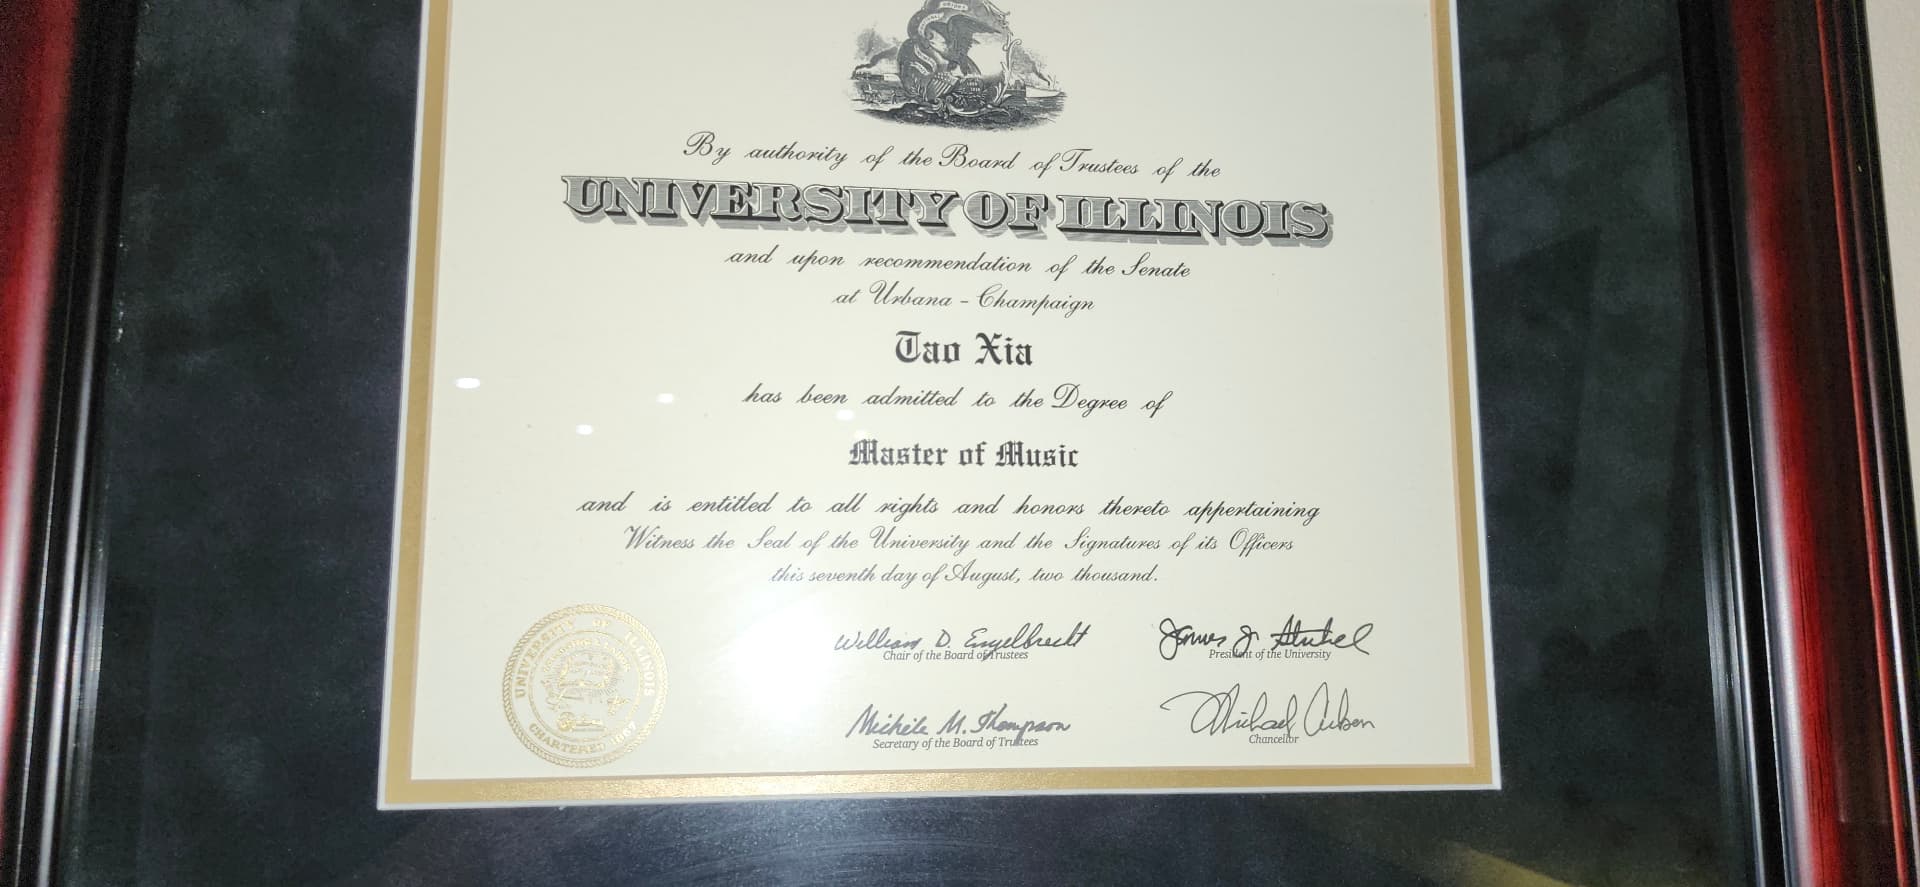 By authority of the Board of Trustees of the
UNIVERSITY OF ILLINOIS
and upon recommendation of the Senate
at Urbana - Champaign
Tao Xia
has been admitted to the Degree of
Master of Music
and is entitled to all rights and honors thereto appertaining
Witness the Seal of the University and the Signatures of its Officers
this seventh day of August, two thousand.
William D. Engelbrecht
Chair of the Board of Trustees
James J. Stukel
President of the University
Michele M. Thompson
Secretary of the Board of Trustees
Michael Aiken
Chancellor
UNIVERSITY OF ILLINOIS
CHARTERED 1867